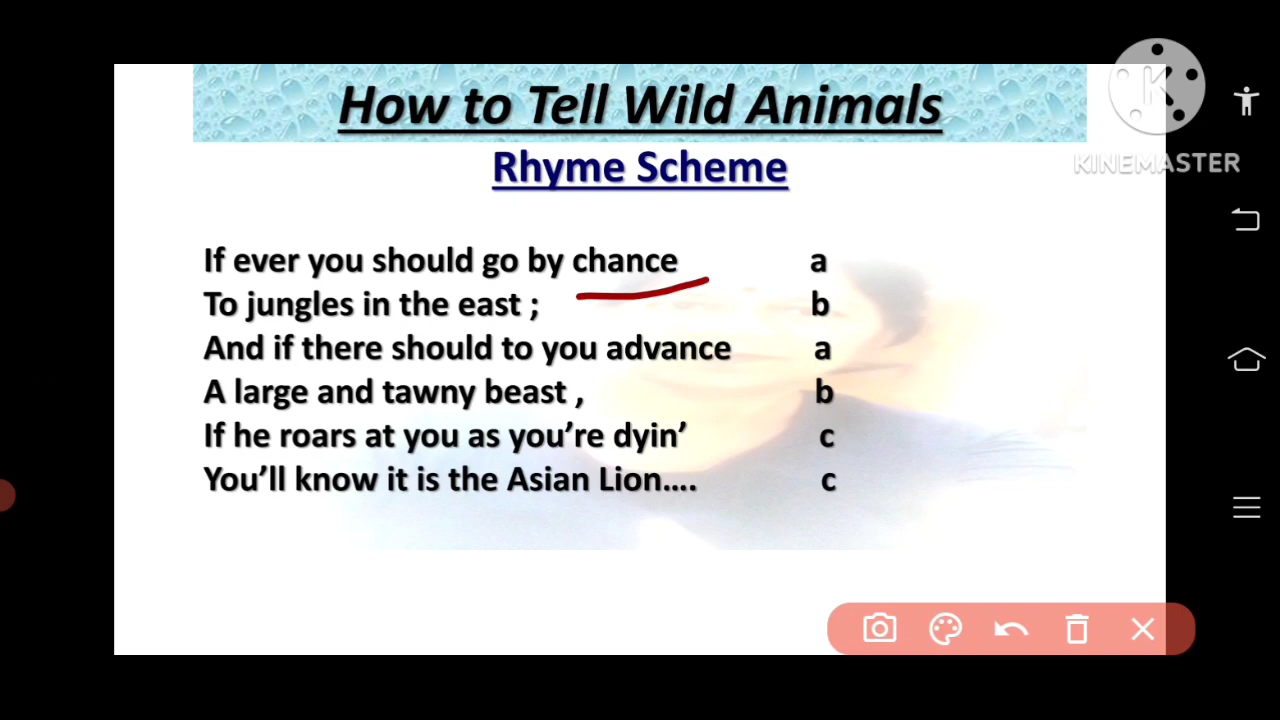 How to Tell Wild Animals
Rhyme Scheme
If ever you should go by chance a
To jungles in the east ; b
And if there should to you advance a
A large and tawny beast , b
If he roars at you as you’re dyin’ c
You’ll know it is the Asian Lion…. c
K
KINEMASTER